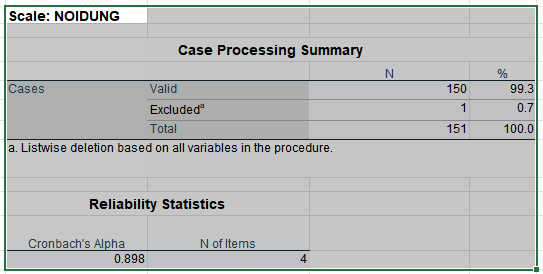 Scale: NOIDUNG
Case Processing Summary
N %
Cases Valid 150 99.3
Excludedᵃ 1 0.7
Total 151 100.0
a. Listwise deletion based on all variables in the procedure.
Reliability Statistics
Cronbach's Alpha N of Items
0.898 4